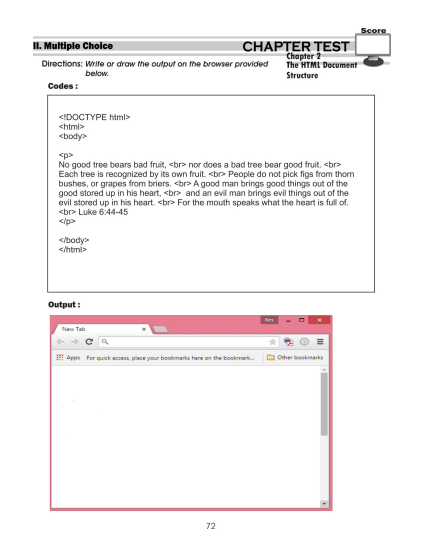 Score
II. Multiple Choice
CHAPTER TEST
Chapter 2
Directions: Write or draw the output on the browser provided
The HTML Document
below.
Structure
Codes :
<!DOCTYPE html>
<html>
<body>
<p>
No good tree bears bad fruit, <br> nor does a bad tree bear good fruit. <br>
Each tree is recognized by its own fruit. <br> People do not pick figs from thorn
bushes, or grapes from briers. <br> A good man brings good things out of the
good stored up in his heart, <br>  and an evil man brings evil things out of the
evil stored up in his heart. <br> For the mouth speaks what the heart is full of.
<br> Luke 6:44-45
</p>
</body>
</html>
Output :
Rev
New Tab
Apps For quick access, place your bookmarks here on the bookmark... Other bookmarks
72